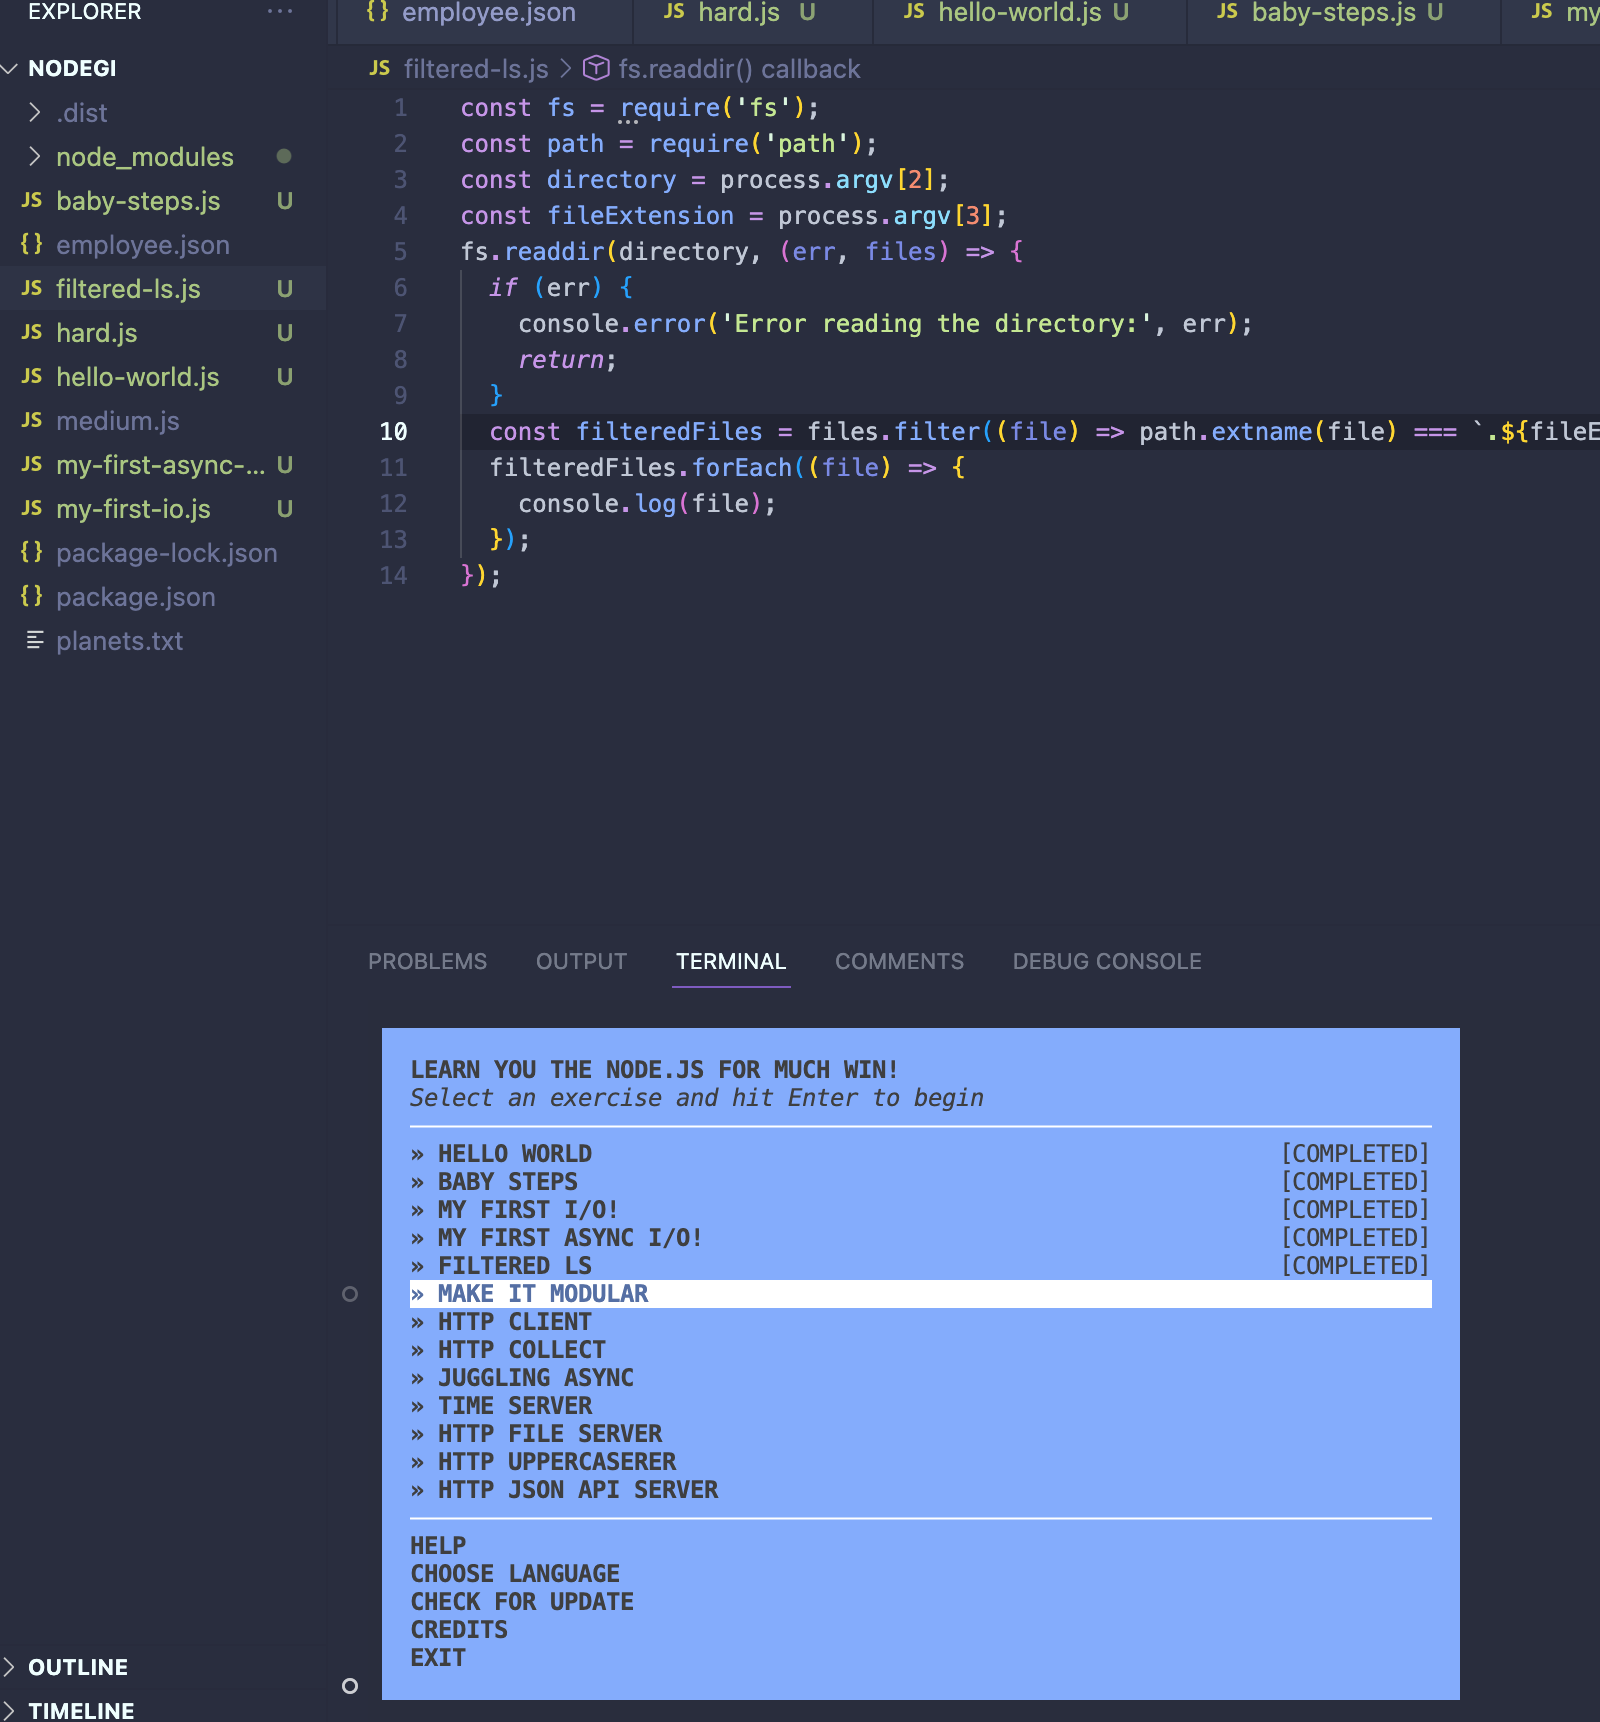 EXPLORER ···
NODEGI
.dist
node_modules
JS baby-steps.js U
{} employee.json
JS filtered-ls.js U
JS hard.js U
JS hello-world.js U
JS medium.js
JS my-first-async-... U
JS my-first-io.js U
{} package-lock.json
{} package.json
planets.txt
OUTLINE
TIMELINE
{} employee.json JS hard.js U JS hello-world.js U JS baby-steps.js U JS my
JS filtered-ls.js > fs.readdir() callback
1 const fs = require('fs');
2 const path = require('path');
3 const directory = process.argv[2];
4 const fileExtension = process.argv[3];
5 fs.readdir(directory, (err, files) => {
6 if (err) {
7 console.error('Error reading the directory:', err);
8 return;
9 }
10 const filteredFiles = files.filter((file) => path.extname(file) === `.${fileE
11 filteredFiles.forEach((file) => {
12 console.log(file);
13 });
14 });
PROBLEMS OUTPUT TERMINAL COMMENTS DEBUG CONSOLE
LEARN YOU THE NODE.JS FOR MUCH WIN!
Select an exercise and hit Enter to begin
» HELLO WORLD [COMPLETED]
» BABY STEPS [COMPLETED]
» MY FIRST I/O! [COMPLETED]
» MY FIRST ASYNC I/O! [COMPLETED]
» FILTERED LS [COMPLETED]
» MAKE IT MODULAR
» HTTP CLIENT
» HTTP COLLECT
» JUGGLING ASYNC
» TIME SERVER
» HTTP FILE SERVER
» HTTP UPPERCASERER
» HTTP JSON API SERVER
HELP
CHOOSE LANGUAGE
CHECK FOR UPDATE
CREDITS
EXIT